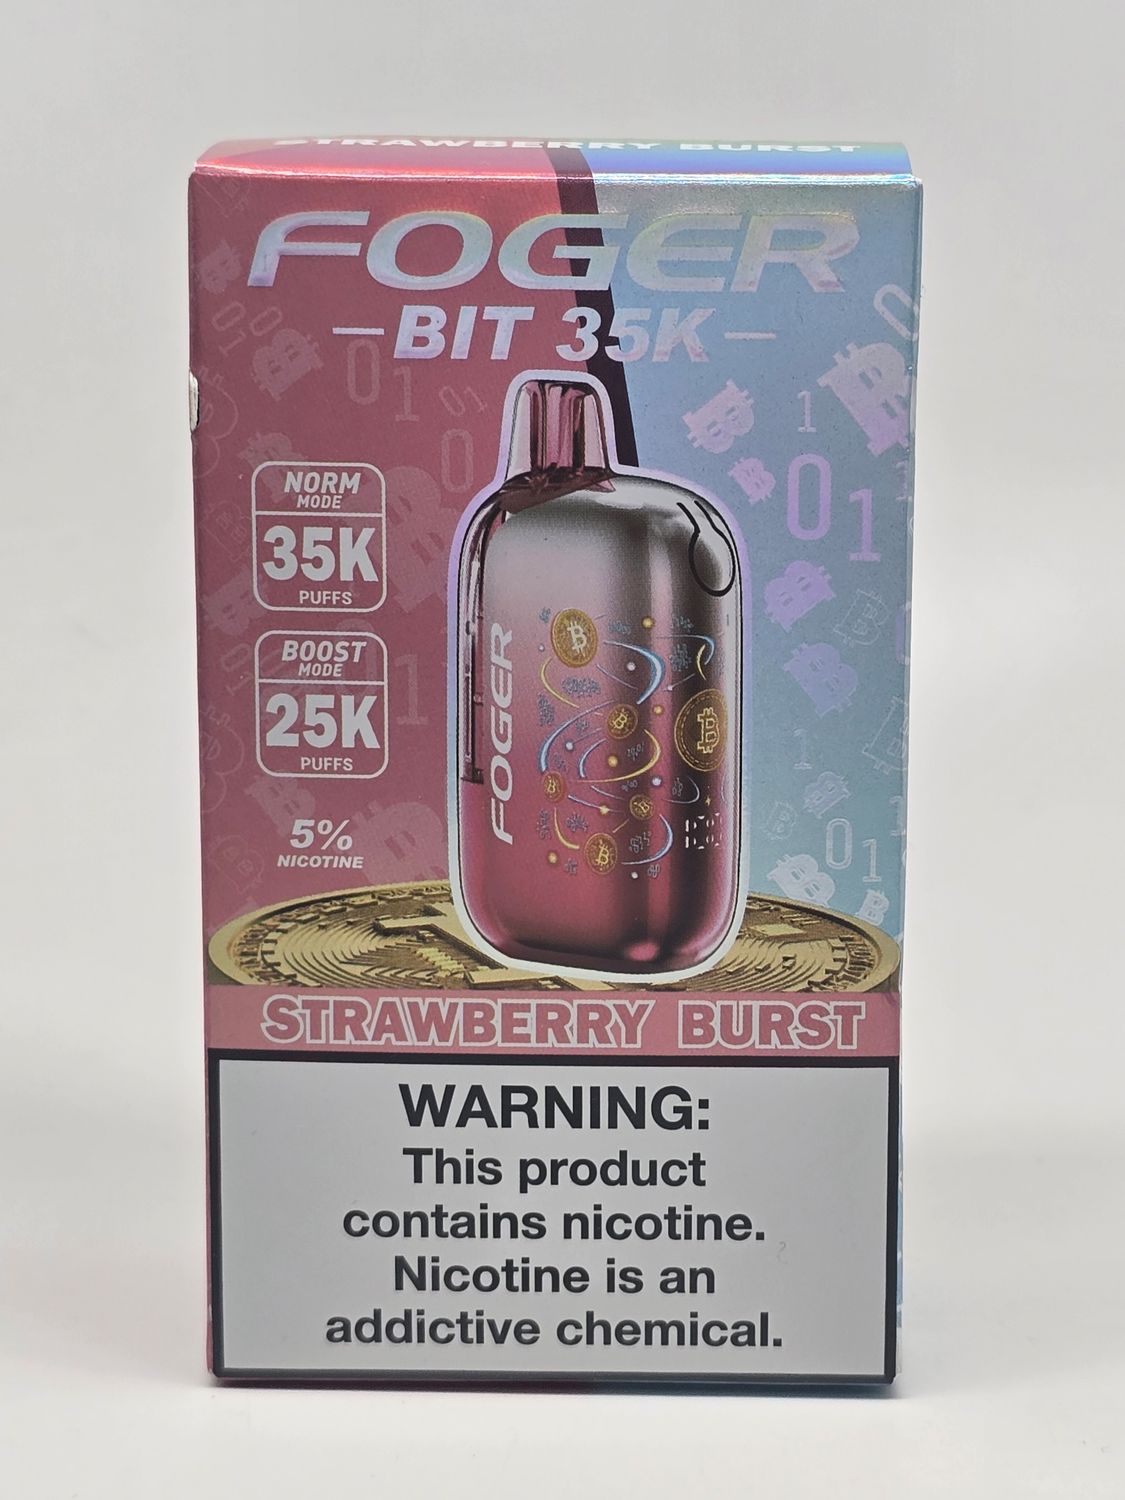 STRAWBERRY BURST
FOGER
BIT 35K
NORM
MODE
35K
PUFFS
BOOST
MODE
25K
PUFFS
5%
NICOTINE
FOGER
STRAWBERRY BURST
WARNING:
This product
contains nicotine.
Nicotine is an
addictive chemical.